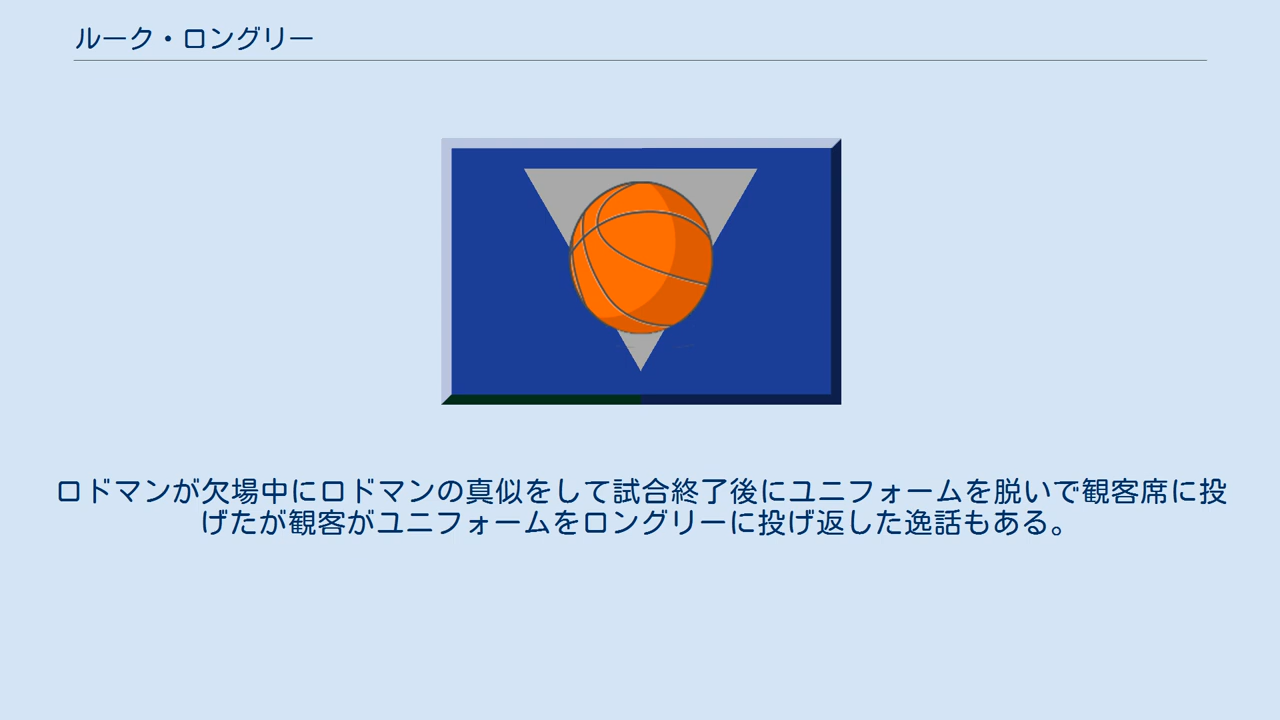 ルーク・ロングリー
ロドマンが欠場中にロドマンの真似をして試合終了後にユニフォームを脱いで観客席に投
げたが観客がユニフォームをロングリーに投げ返した逸話もある。